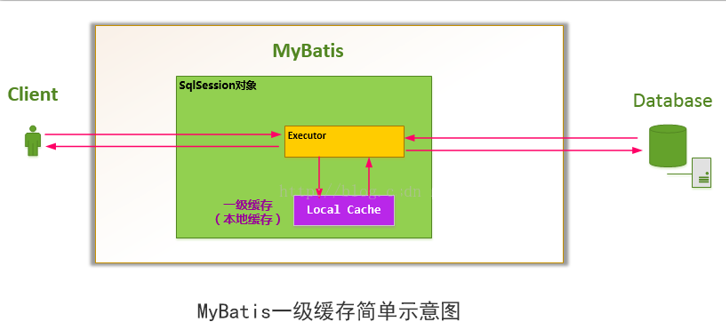 MyBatis
SqlSession对象
Client
Database
Executor
一级缓存
（本地缓存）
Local Cache
MyBatis一级缓存简单示意图